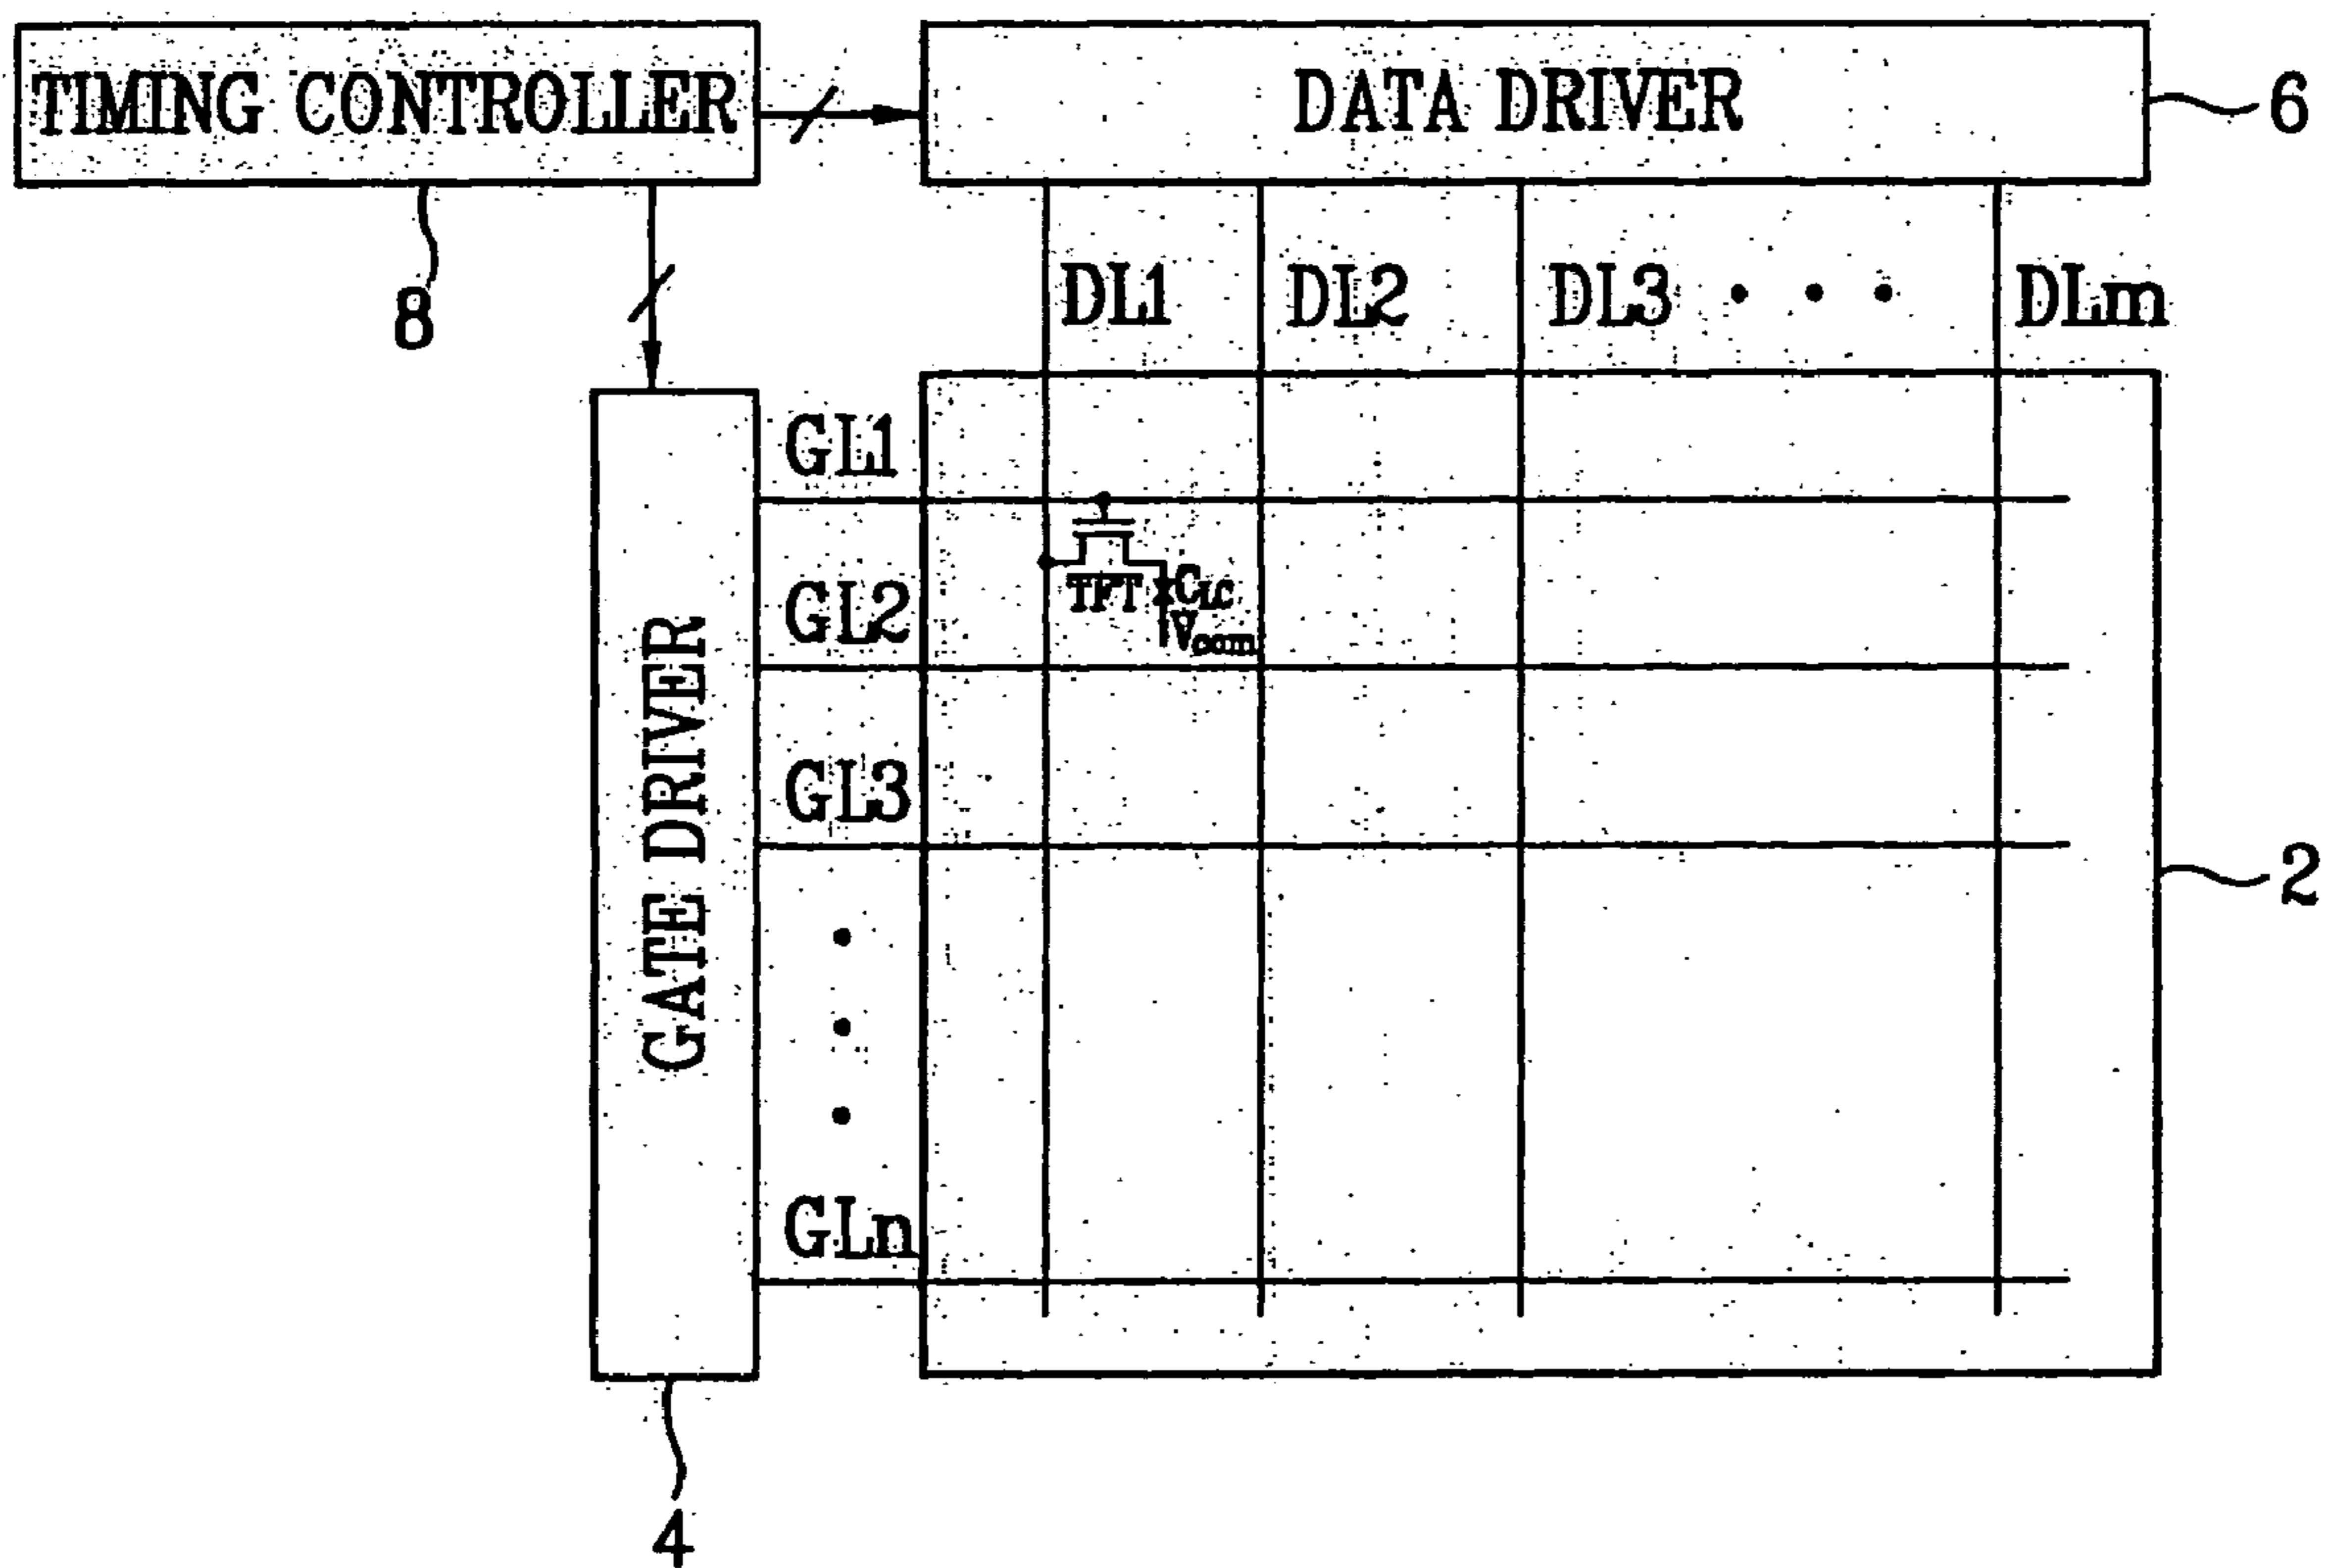 TIMING CONTROLLER
DATA DRIVER
6
8
DL1 DL2 DL3 • • • DLm
GL1
TFT
CLC
Vcom
GL2
GATE DRIVER
GL3
2
GLn
4